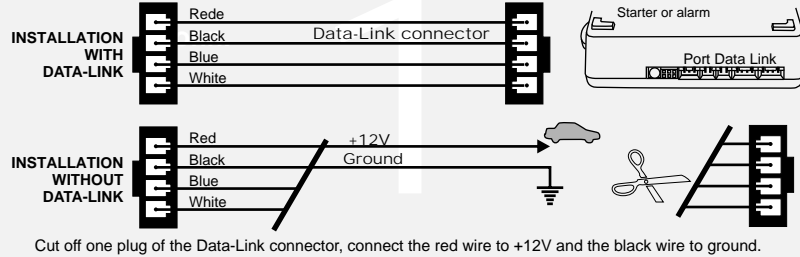 INSTALLATION
WITH
DATA-LINK
Rede
Black
Blue
White
Data-Link connector
Starter or alarm
Port Data Link
1
INSTALLATION
WITHOUT
DATA-LINK
Red
Black
Blue
White
+12V
Ground
Cut off one plug of the Data-Link connector, connect the red wire to +12V and the black wire to ground.